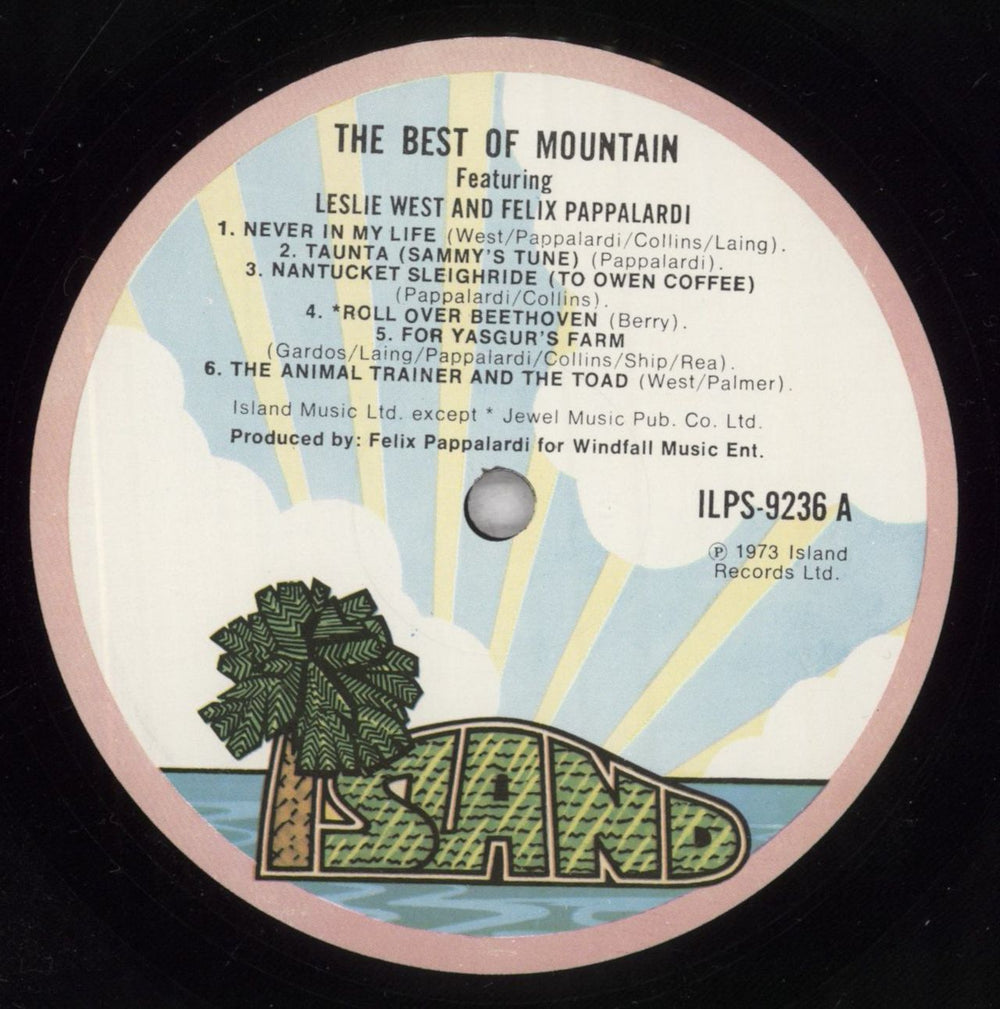 THE BEST OF MOUNTAIN
Featuring
LESLIE WEST AND FELIX PAPPALARDI
1. NEVER IN MY LIFE (West/Pappalardi/Collins/Laing).
2. TAUNTA (SAMMY'S TUNE) (Pappalardi).
3. NANTUCKET SLEIGHRIDE (TO OWEN COFFEE)
(Pappalardi/Collins).
4. *ROLL OVER BEETHOVEN (Berry).
5. FOR YASGUR'S FARM
(Gardos/Laing/Pappalardi/Collins/Ship/Rea).
6. THE ANIMAL TRAINER AND THE TOAD (West/Palmer).
Island Music Ltd. except * Jewel Music Pub. Co. Ltd.
Produced by: Felix Pappalardi for Windfall Music Ent.
ILPS-9236 A
℗ 1973 Island
Records Ltd.
ISLAND